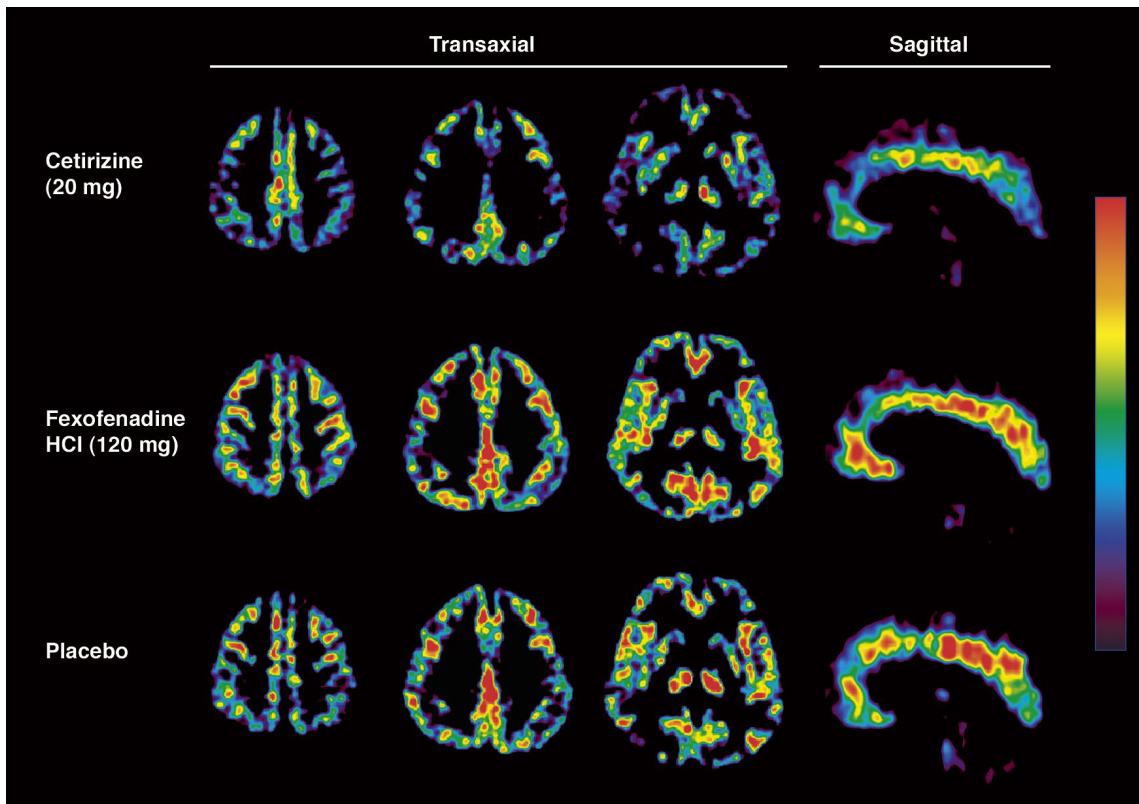 Transaxial
Sagittal
Cetirizine
(20 mg)
Fexofenadine
HCl (120 mg)
Placebo